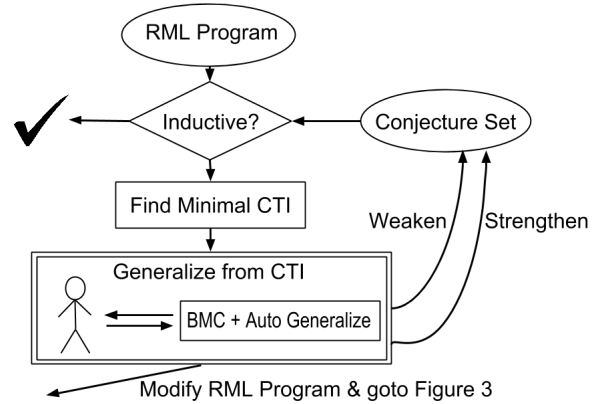 RML Program
Inductive?
Conjecture Set
Find Minimal CTI
Weaken
Strengthen
Generalize from CTI
BMC + Auto Generalize
Modify RML Program & goto Figure 3